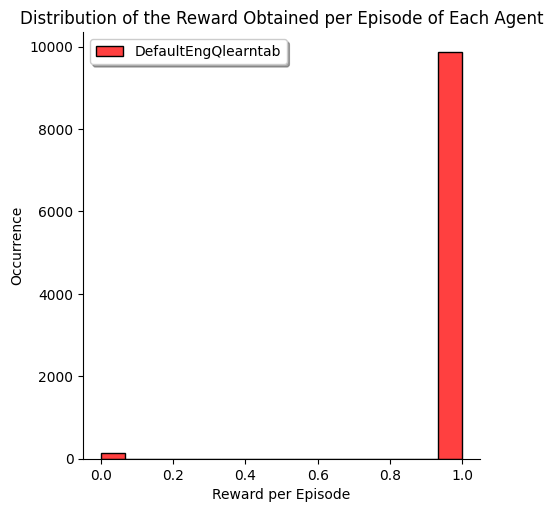 Distribution of the Reward Obtained per Episode of Each Agent
DefaultEngQlearntab
10000
8000
6000
4000
2000
0
Occurrence
0.0 0.2 0.4 0.6 0.8 1.0
Reward per Episode